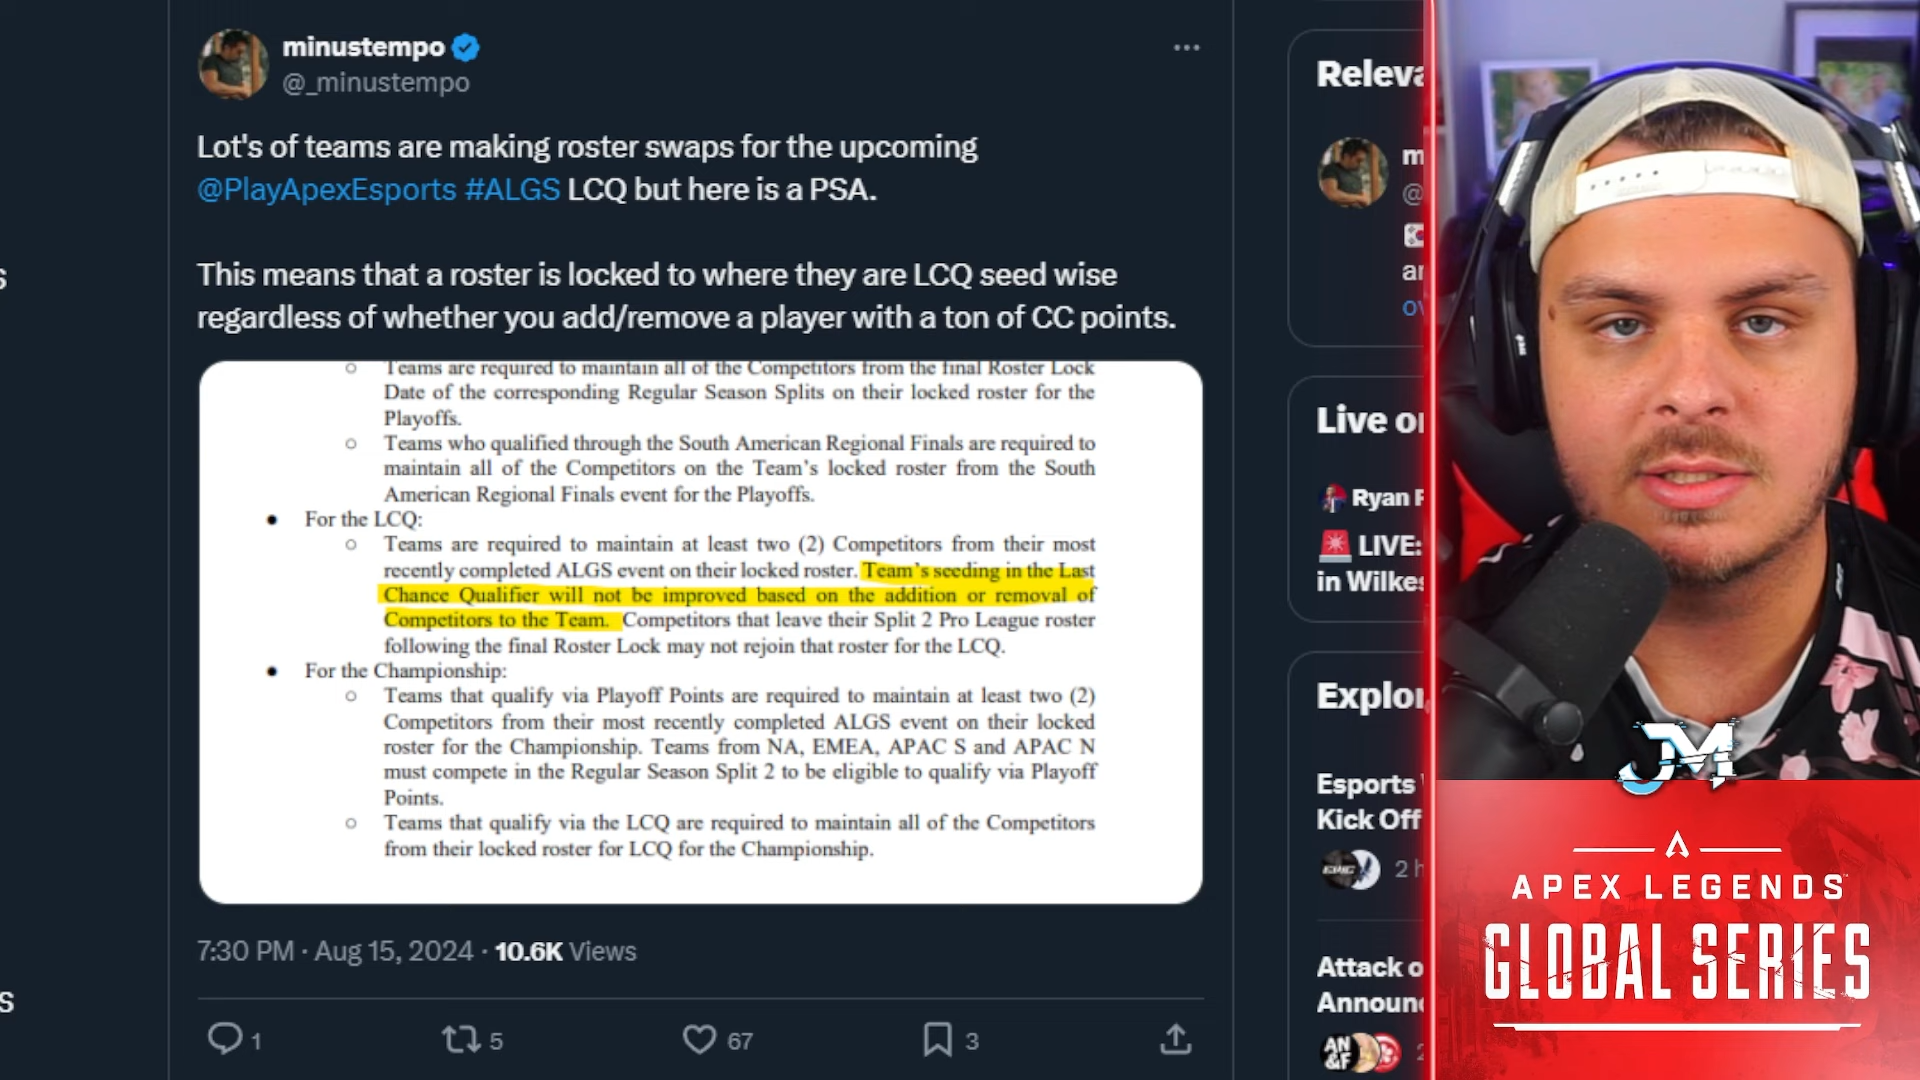 minustempo
@_minustempo
Lot's of teams are making roster swaps for the upcoming
@PlayApexEsports #ALGS LCQ but here is a PSA.
This means that a roster is locked to where they are LCQ seed wise
regardless of whether you add/remove a player with a ton of CC points.
Teams are required to maintain all of the Competitors from the final Roster Lock
Date of the corresponding Regular Season Splits on their locked roster for the
Playoffs.
Teams who qualified through the South American Regional Finals are required to
maintain all of the Competitors on the Team's locked roster from the South
American Regional Finals event for the Playoffs.
For the LCQ:
Teams are required to maintain at least two (2) Competitors from their most
recently completed ALGS event on their locked roster. Team's seeding in the Last
Chance Qualifier will not be improved based on the addition or removal of
Competitors to the Team. Competitors that leave their Split 2 Pro League roster
following the final Roster Lock may not rejoin that roster for the LCQ.
For the Championship:
Teams that qualify via Playoff Points are required to maintain at least two (2)
Competitors from their most recently completed ALGS event on their locked
roster for the Championship. Teams from NA, EMEA, APAC S and APAC N
must compete in the Regular Season Split 2 to be eligible to qualify via Playoff
Points.
Teams that qualify via the LCQ are required to maintain all of the Competitors
from their locked roster for LCQ for the Championship.
7:30 PM · Aug 15, 2024 · 10.6K Views
1 5 67 3
Releva
m
@
ar
ov
Live o
Ryan F
LIVE:
in Wilkes
Explor
Esports
Kick Off
2 h
Attack o
Announc
AN
&F
2
JM
APEX LEGENDS
GLOBAL SERIES